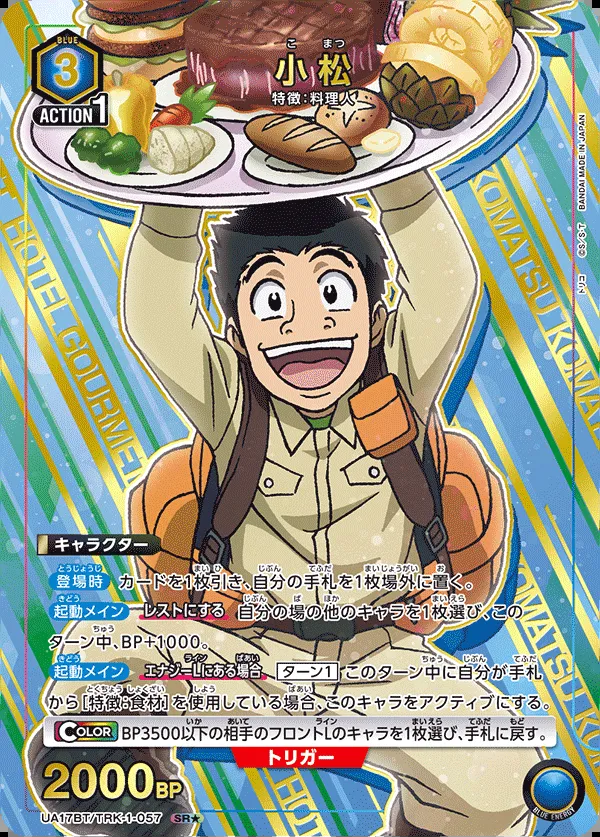 BLUE
3
ACTION 1
こまつ
小松
特徴:料理人
トリコ ©S/S,T BANDAI MADE IN JAPAN
HOTEL GOURMET
KOMATSU KOMATSU
KOMATSU KOMATSU
キャラクター
登場時 カードを1枚引き、自分の手札を1枚場外に置く。
起動メイン レストにする 自分の場の他のキャラを1枚選び、この
ターン中、BP+1000。
起動メイン エナジーLにある場合 ターン1 このターン中に自分が手札
から[特徴:食材]を使用している場合、このキャラをアクティブにする。
COLOR BP3500以下の相手のフロントLのキャラを1枚選び、手札に戻す。
トリガー
2000BP
UA17BT/TRK-1-057 SR★
BLUE ENERGY